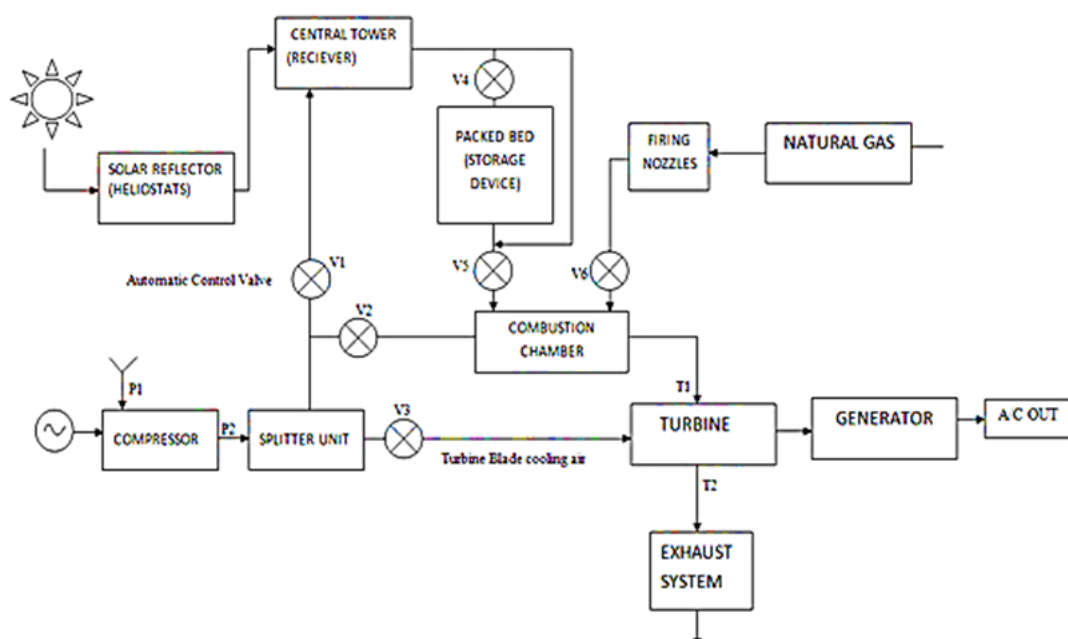 CENTRAL TOWER
(RECIEVER)
V4
PACKED BED
(STORAGE
DEVICE)
FIRING
NOZZLES
NATURAL GAS
SOLAR REFLECTOR
(HELIOSTATS)
V1
V5
V6
Automatic Control Valve
V2
COMBUSTION
CHAMBER
P1
T1
COMPRESSOR
P2
SPLITTER UNIT
V3
Turbine Blade cooling air
TURBINE
GENERATOR
A C OUT
T2
EXHAUST
SYSTEM